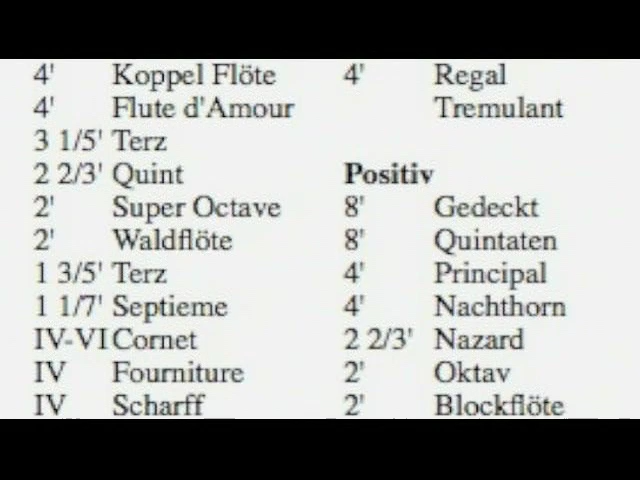 4' Koppel Flöte
4' Flute d'Amour
3 1/5' Terz
2 2/3' Quint
2' Super Octave
2' Waldflöte
1 3/5' Terz
1 1/7' Septieme
IV-VI Cornet
IV Fourniture
IV Scharff
4' Regal
Tremulant
Positiv
8' Gedeckt
8' Quintaten
4' Principal
4' Nachthorn
2 2/3' Nazard
2' Oktav
2' Blockflöte